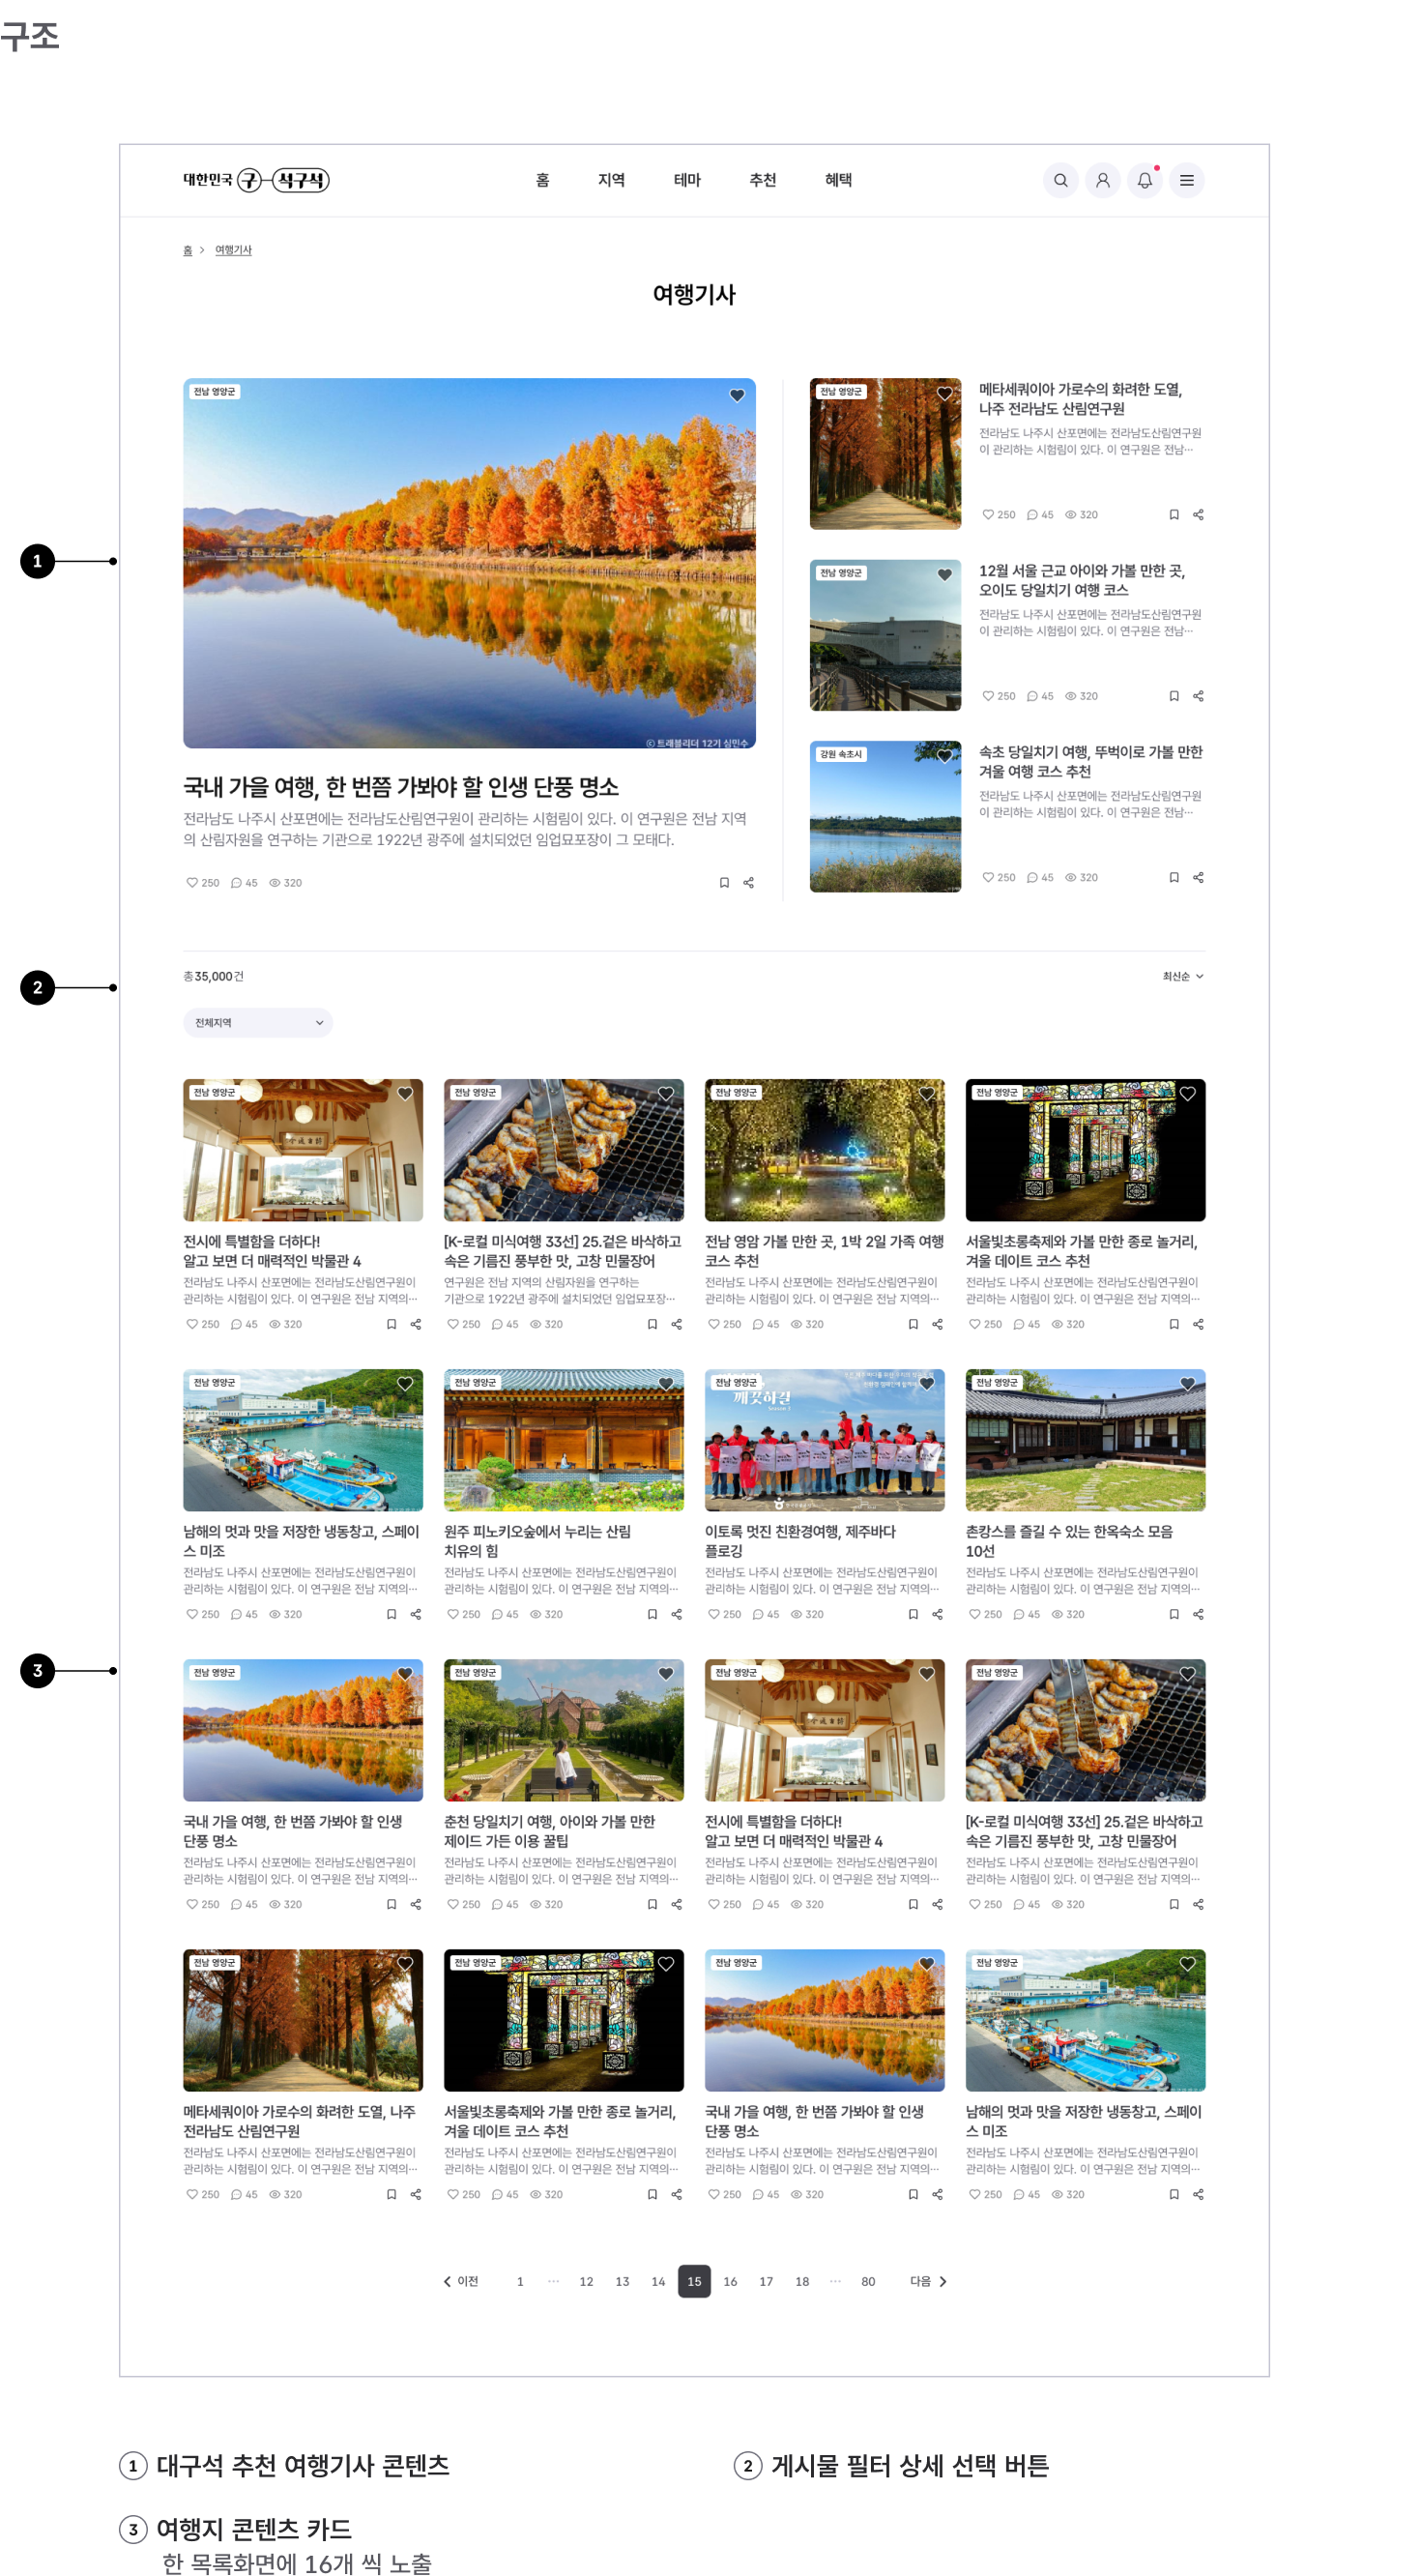 구조
대한민국 구석구석
홈 지역 테마 추천 혜택
홈 > 여행기사
여행기사
전남 영양군
ⓒ 트래블리더 12기 심민수
국내 가을 여행, 한 번쯤 가봐야 할 인생 단풍 명소
전라남도 나주시 산포면에는 전라남도산림연구원이 관리하는 시험림이 있다. 이 연구원은 전남 지역
의 산림자원을 연구하는 기관으로 1922년 광주에 설치되었던 임업묘포장이 그 모태다.
250 45 320
전남 영양군
메타세쿼이아 가로수의 화려한 도열,
나주 전라남도 산림연구원
전라남도 나주시 산포면에는 전라남도산림연구원
이 관리하는 시험림이 있다. 이 연구원은 전남…
250 45 320
전남 영양군
12월 서울 근교 아이와 가볼 만한 곳,
오이도 당일치기 여행 코스
전라남도 나주시 산포면에는 전라남도산림연구원
이 관리하는 시험림이 있다. 이 연구원은 전남…
250 45 320
강원 속초시
속초 당일치기 여행, 뚜벅이로 가볼 만한
겨울 여행 코스 추천
전라남도 나주시 산포면에는 전라남도산림연구원
이 관리하는 시험림이 있다. 이 연구원은 전남…
250 45 320
1
2
총 35,000건
최신순
전체지역
전남 영양군
전시에 특별함을 더하다!
알고 보면 더 매력적인 박물관 4
전라남도 나주시 산포면에는 전라남도산림연구원이
관리하는 시험림이 있다. 이 연구원은 전남 지역의…
250 45 320
전남 영양군
[K-로컬 미식여행 33선] 25.겉은 바삭하고
속은 기름진 풍부한 맛, 고창 민물장어
연구원은 전남 지역의 산림자원을 연구하는
기관으로 1922년 광주에 설치되었던 임업묘포장…
250 45 320
전남 영양군
전남 영암 가볼 만한 곳, 1박 2일 가족 여행
코스 추천
전라남도 나주시 산포면에는 전라남도산림연구원이
관리하는 시험림이 있다. 이 연구원은 전남 지역의…
250 45 320
전남 영양군
서울빛초롱축제와 가볼 만한 종로 놀거리,
겨울 데이트 코스 추천
전라남도 나주시 산포면에는 전라남도산림연구원이
관리하는 시험림이 있다. 이 연구원은 전남 지역의…
250 45 320
전남 영양군
남해의 멋과 맛을 저장한 냉동창고, 스페이
스 미조
전라남도 나주시 산포면에는 전라남도산림연구원이
관리하는 시험림이 있다. 이 연구원은 전남 지역의…
250 45 320
전남 영양군
원주 피노키오숲에서 누리는 산림
치유의 힘
전라남도 나주시 산포면에는 전라남도산림연구원이
관리하는 시험림이 있다. 이 연구원은 전남 지역의…
250 45 320
전남 영양군
깨끗하길
Season 2
이토록 멋진 친환경여행, 제주바다
플로깅
전라남도 나주시 산포면에는 전라남도산림연구원이
관리하는 시험림이 있다. 이 연구원은 전남 지역의…
250 45 320
전남 영양군
촌캉스를 즐길 수 있는 한옥숙소 모음
10선
전라남도 나주시 산포면에는 전라남도산림연구원이
관리하는 시험림이 있다. 이 연구원은 전남 지역의…
250 45 320
3
전남 영양군
국내 가을 여행, 한 번쯤 가봐야 할 인생
단풍 명소
전라남도 나주시 산포면에는 전라남도산림연구원이
관리하는 시험림이 있다. 이 연구원은 전남 지역의…
250 45 320
전남 영양군
춘천 당일치기 여행, 아이와 가볼 만한
제이드 가든 이용 꿀팁
전라남도 나주시 산포면에는 전라남도산림연구원이
관리하는 시험림이 있다. 이 연구원은 전남 지역의…
250 45 320
전남 영양군
전시에 특별함을 더하다!
알고 보면 더 매력적인 박물관 4
전라남도 나주시 산포면에는 전라남도산림연구원이
관리하는 시험림이 있다. 이 연구원은 전남 지역의…
250 45 320
전남 영양군
[K-로컬 미식여행 33선] 25.겉은 바삭하고
속은 기름진 풍부한 맛, 고창 민물장어
전라남도 나주시 산포면에는 전라남도산림연구원이
관리하는 시험림이 있다. 이 연구원은 전남 지역의…
250 45 320
전남 영양군
메타세쿼이아 가로수의 화려한 도열, 나주
전라남도 산림연구원
전라남도 나주시 산포면에는 전라남도산림연구원이
관리하는 시험림이 있다. 이 연구원은 전남 지역의…
250 45 320
전남 영양군
서울빛초롱축제와 가볼 만한 종로 놀거리,
겨울 데이트 코스 추천
전라남도 나주시 산포면에는 전라남도산림연구원이
관리하는 시험림이 있다. 이 연구원은 전남 지역의…
250 45 320
전남 영양군
국내 가을 여행, 한 번쯤 가봐야 할 인생
단풍 명소
전라남도 나주시 산포면에는 전라남도산림연구원이
관리하는 시험림이 있다. 이 연구원은 전남 지역의…
250 45 320
전남 영양군
남해의 멋과 맛을 저장한 냉동창고, 스페이
스 미조
전라남도 나주시 산포면에는 전라남도산림연구원이
관리하는 시험림이 있다. 이 연구원은 전남 지역의…
250 45 320
이전 1 … 12 13 14 15 16 17 18 … 80 다음
① 대구석 추천 여행기사 콘텐츠
② 게시물 필터 상세 선택 버튼
③ 여행지 콘텐츠 카드
한 목록화면에 16개 씩 노출